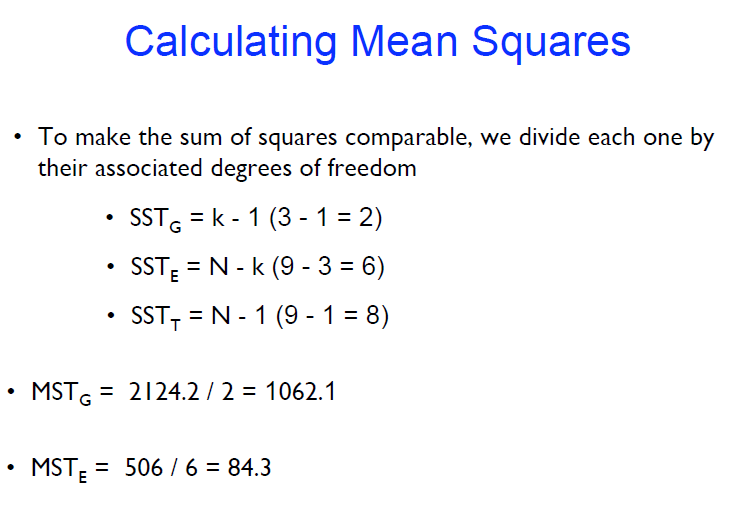 Calculating Mean Squares
• To make the sum of squares comparable, we divide each one by
their associated degrees of freedom
• SST_G = k - 1 (3 - 1 = 2)
• SST_E = N - k (9 - 3 = 6)
• SST_T = N - 1 (9 - 1 = 8)
• MST_G = 2124.2 / 2 = 1062.1
• MST_E = 506 / 6 = 84.3